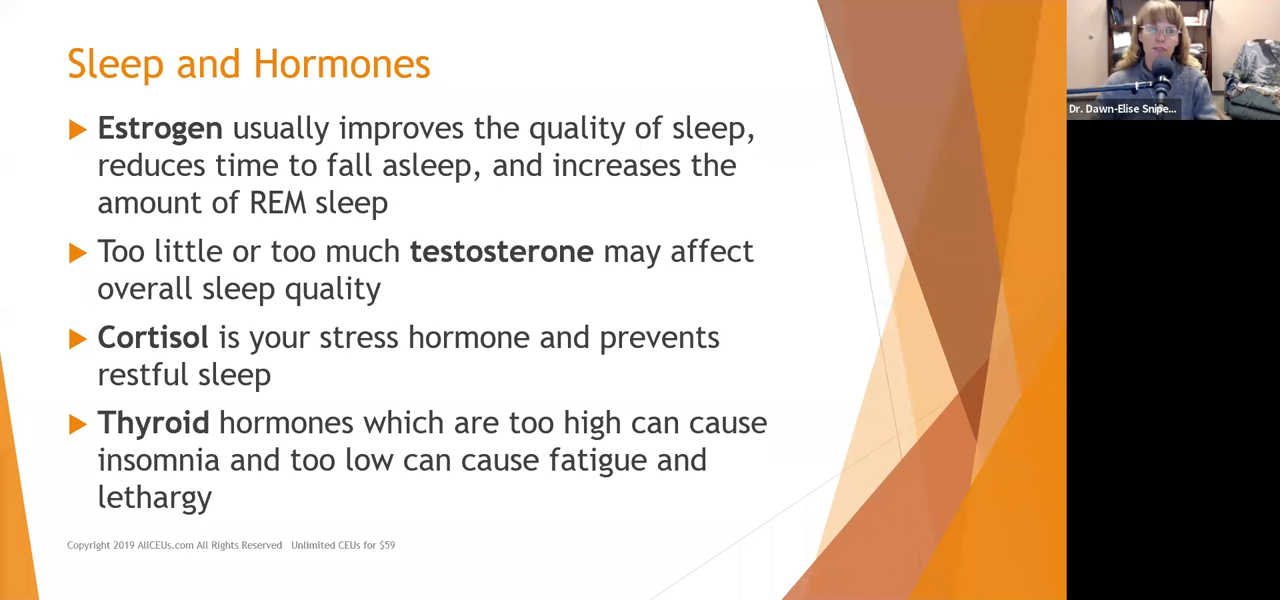 Sleep and Hormones
Estrogen usually improves the quality of sleep,
reduces time to fall asleep, and increases the
amount of REM sleep
Too little or too much testosterone may affect
overall sleep quality
Cortisol is your stress hormone and prevents
restful sleep
Thyroid hormones which are too high can cause
insomnia and too low can cause fatigue and
lethargy
Copyright 2019 AllCEUs.com All Rights Reserved Unlimited CEUs for $59
Dr. Dawn-Elise Snipe...